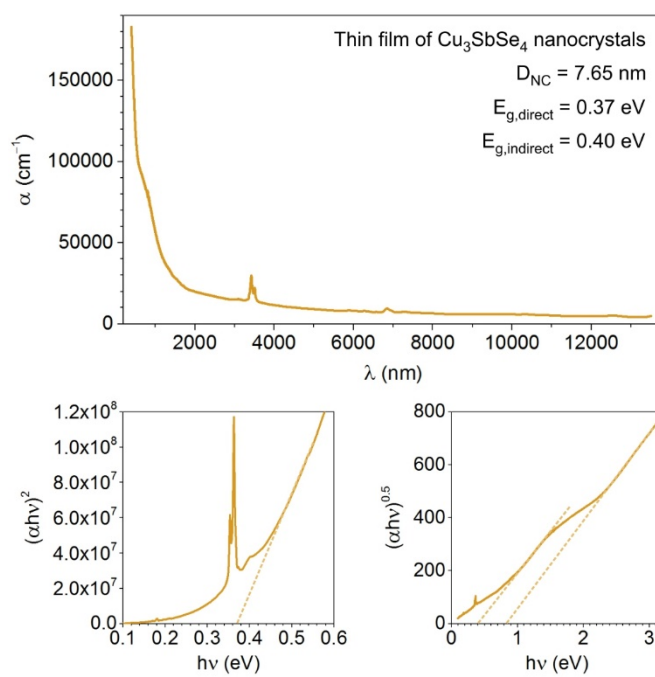 Thin film of Cu₃SbSe₄ nanocrystals
D_NC = 7.65 nm
E_g,direct = 0.37 eV
E_g,indirect = 0.40 eV
α (cm⁻¹)
150000
100000
50000
0
2000 4000 6000 8000 10000 12000
λ (nm)
(αhν)²
1.2x10⁸
1.0x10⁸
8.0x10⁷
6.0x10⁷
4.0x10⁷
2.0x10⁷
0.0
0.1 0.2 0.3 0.4 0.5 0.6
hν (eV)
(αhν)^0.5
800
600
400
200
0
0 1 2 3
hν (eV)